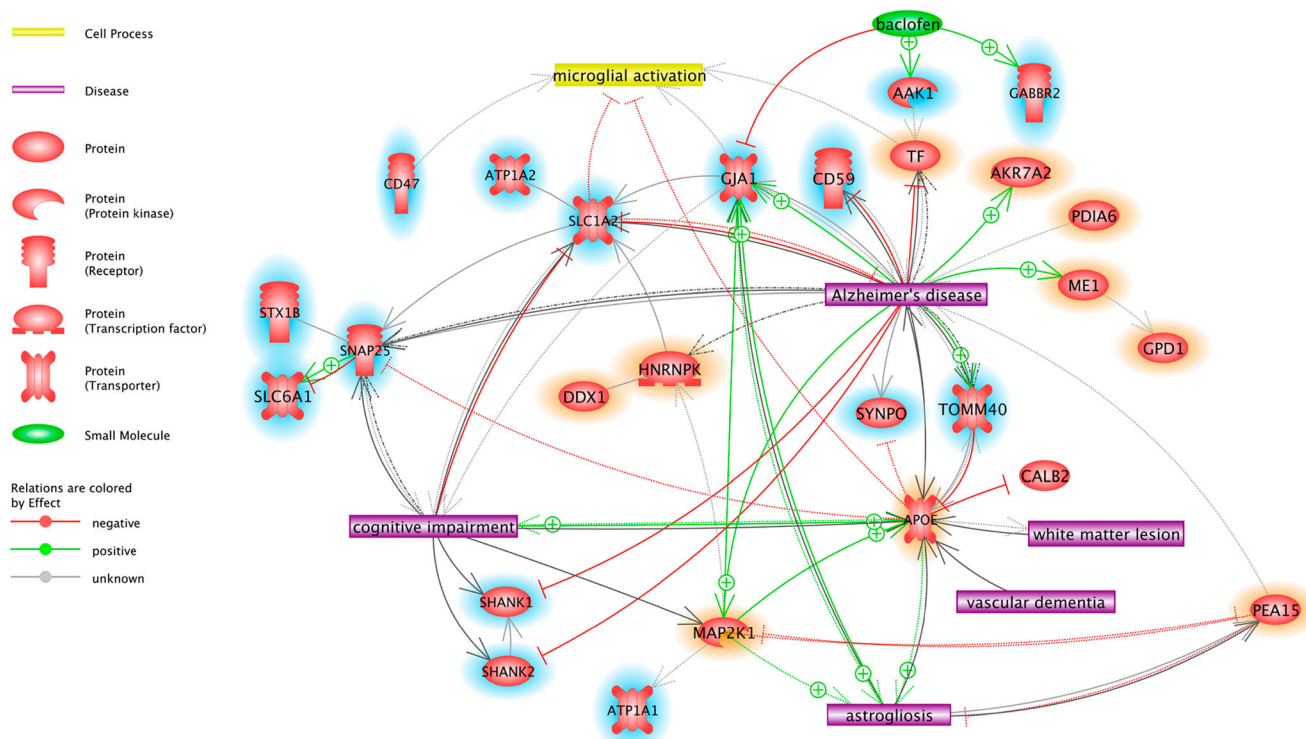 Cell Process
Disease
Protein
Protein
(Protein kinase)
Protein
(Receptor)
Protein
(Transcription factor)
Protein
(Transporter)
Small Molecule
Relations are colored
by Effect
negative
positive
unknown
baclofen
microglial activation
AAK1
GABBR2
CD47
ATP1A2
GJA1
CD59
TF
AKR7A2
SLC1A2
PDIA6
Alzheimer's disease
ME1
STX1B
SNAP25
GPD1
SLC6A1
HNRNPK
DDX1
SYNPO
TOMM40
CALB2
cognitive impairment
APOE
white matter lesion
SHANK1
vascular dementia
PEA15
MAP2K1
SHANK2
ATP1A1
astrogliosis